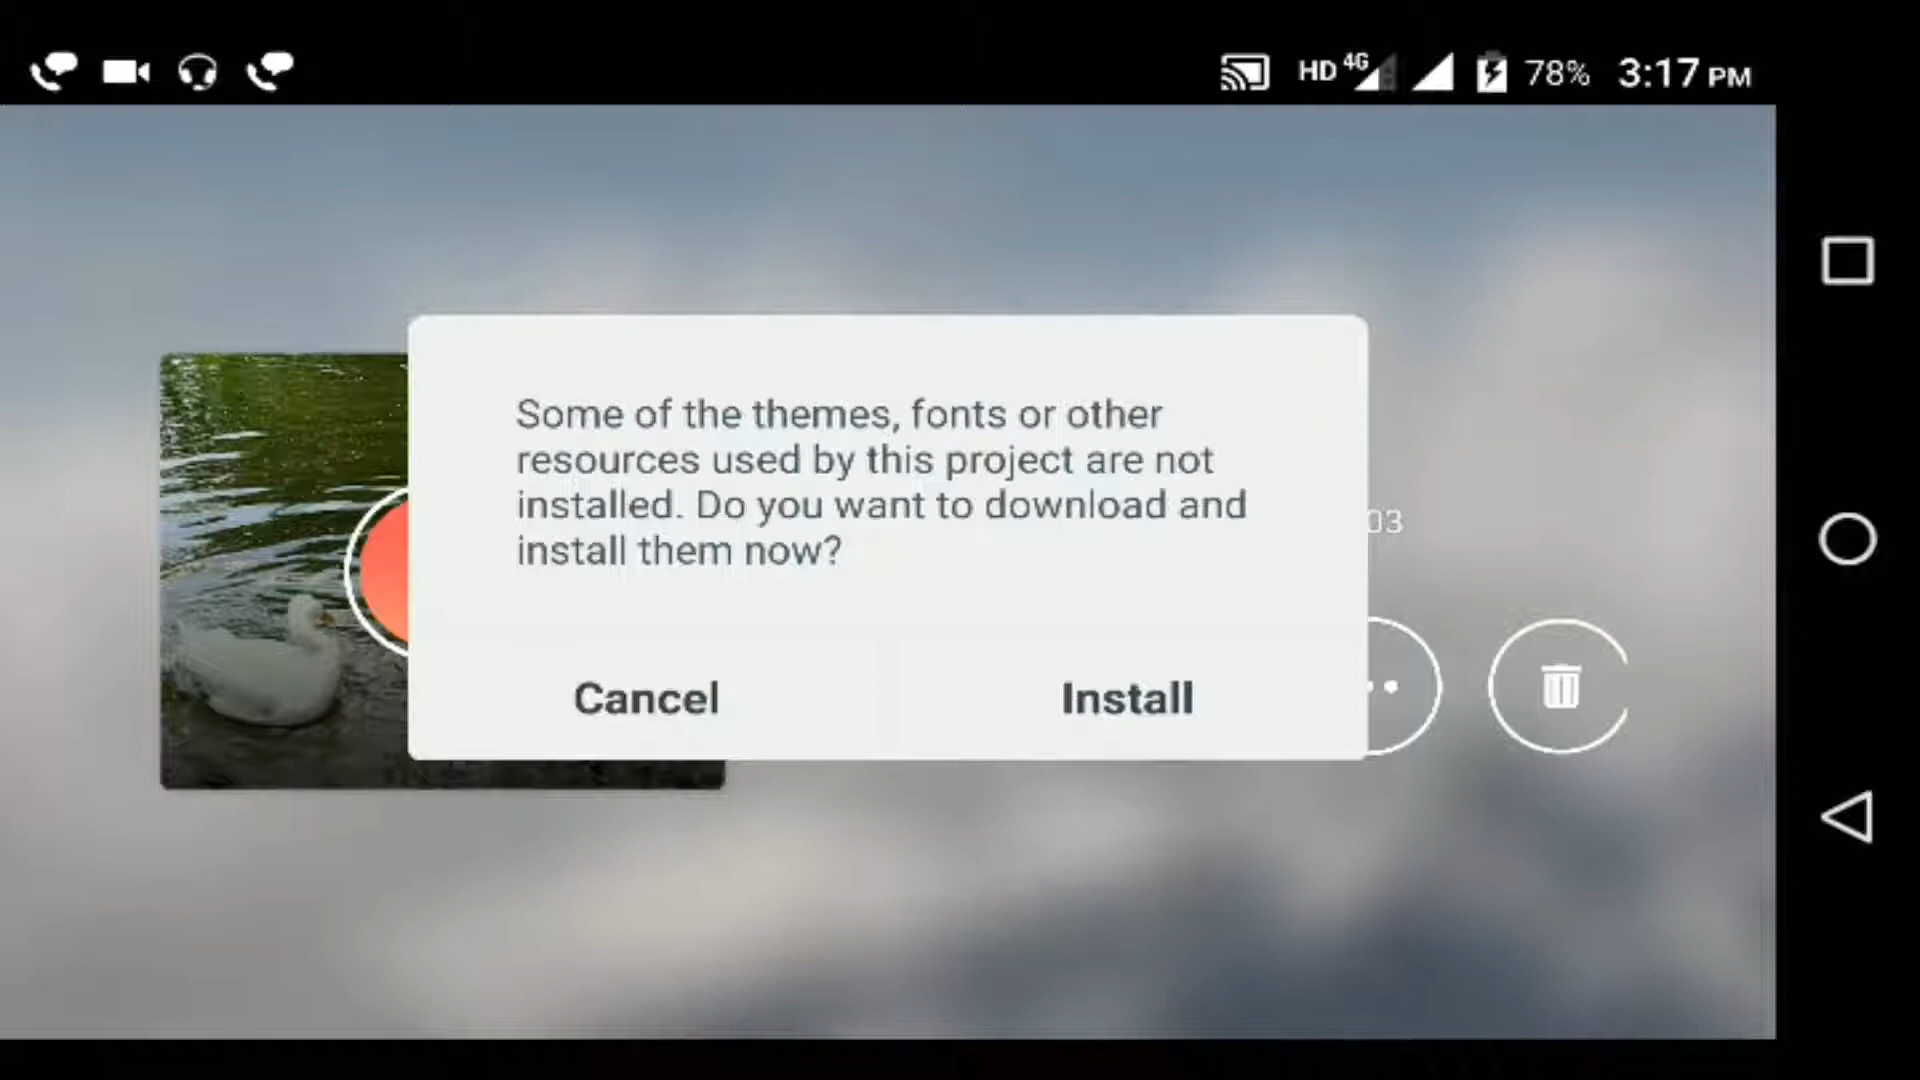 HD 4G 78% 3:17 PM
Some of the themes, fonts or other
resources used by this project are not
installed. Do you want to download and
install them now?
03
Cancel Install